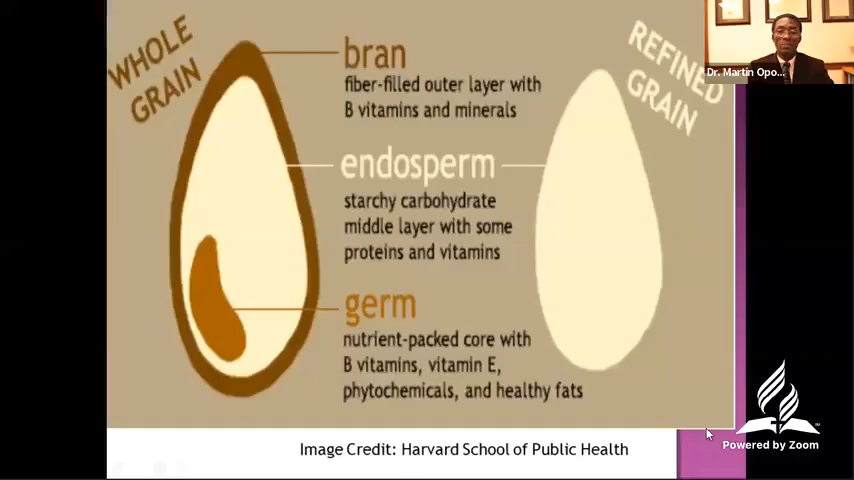 WHOLE
GRAIN
bran
fiber-filled outer layer with
B vitamins and minerals
endosperm
starchy carbohydrate
middle layer with some
proteins and vitamins
germ
nutrient-packed core with
B vitamins, vitamin E,
phytochemicals, and healthy fats
REFINED
GRAIN
Dr. Martin Opo...
Image Credit: Harvard School of Public Health
Powered by Zoom